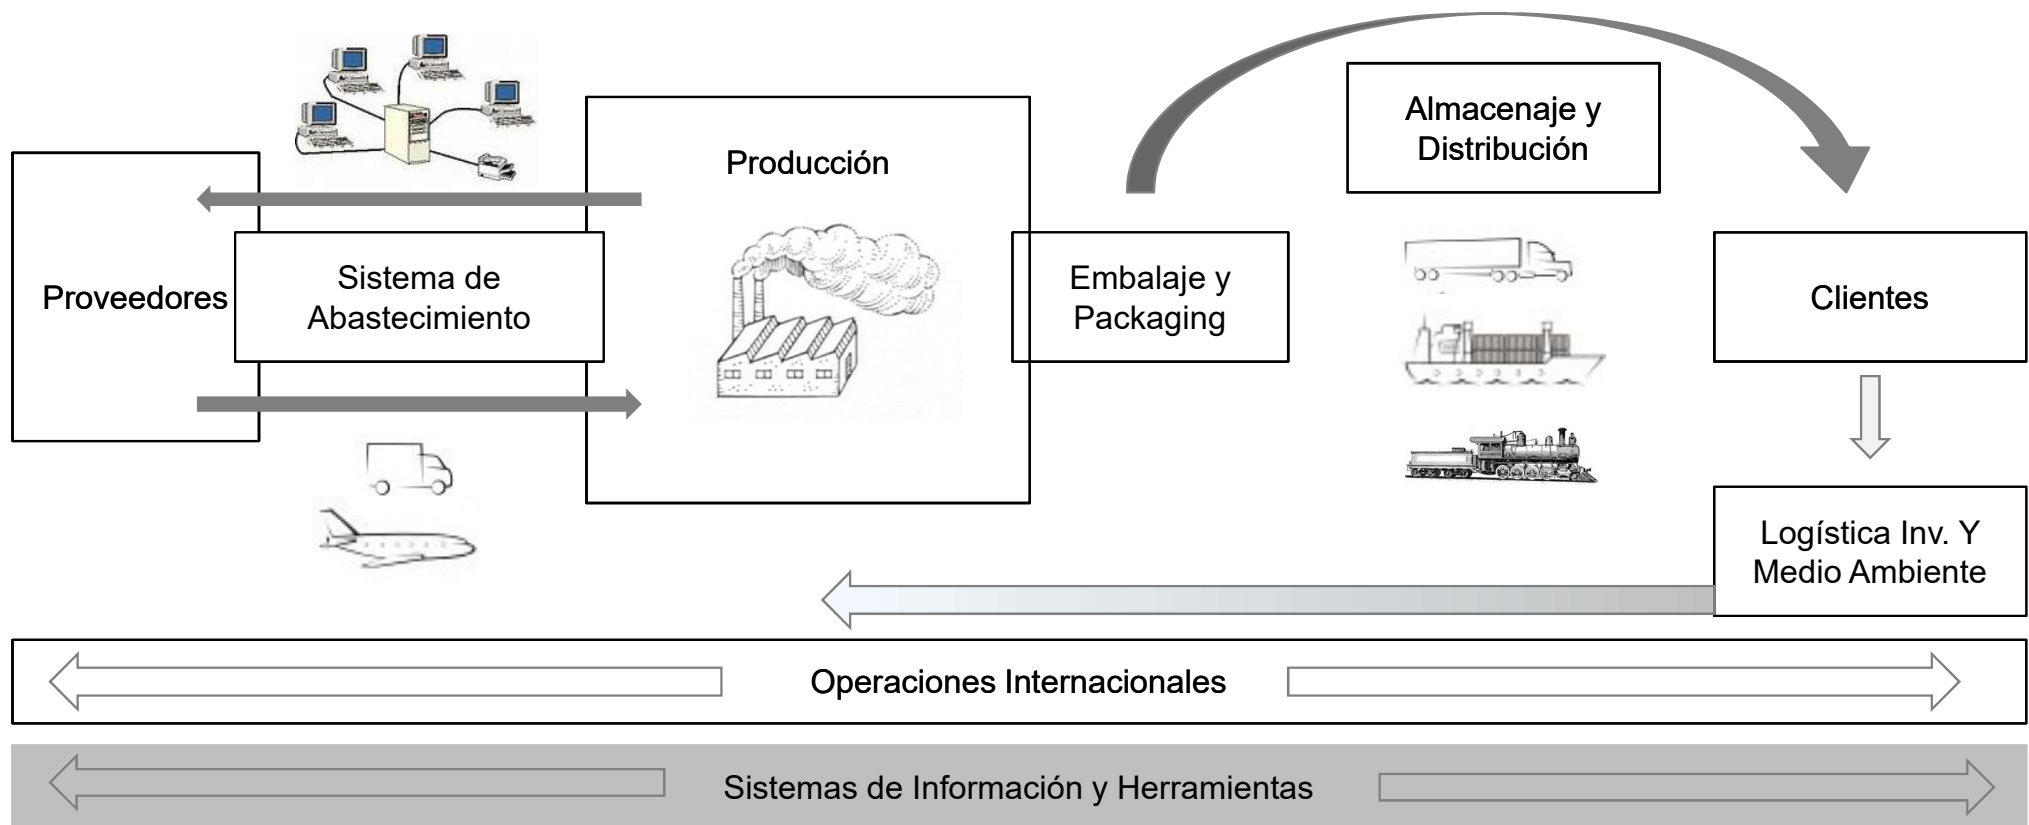 Proveedores
Sistema de
Abastecimiento
Producción
Embalaje y
Packaging
Almacenaje y
Distribución
Clientes
Logística Inv. Y
Medio Ambiente
Operaciones Internacionales
Sistemas de Información y Herramientas